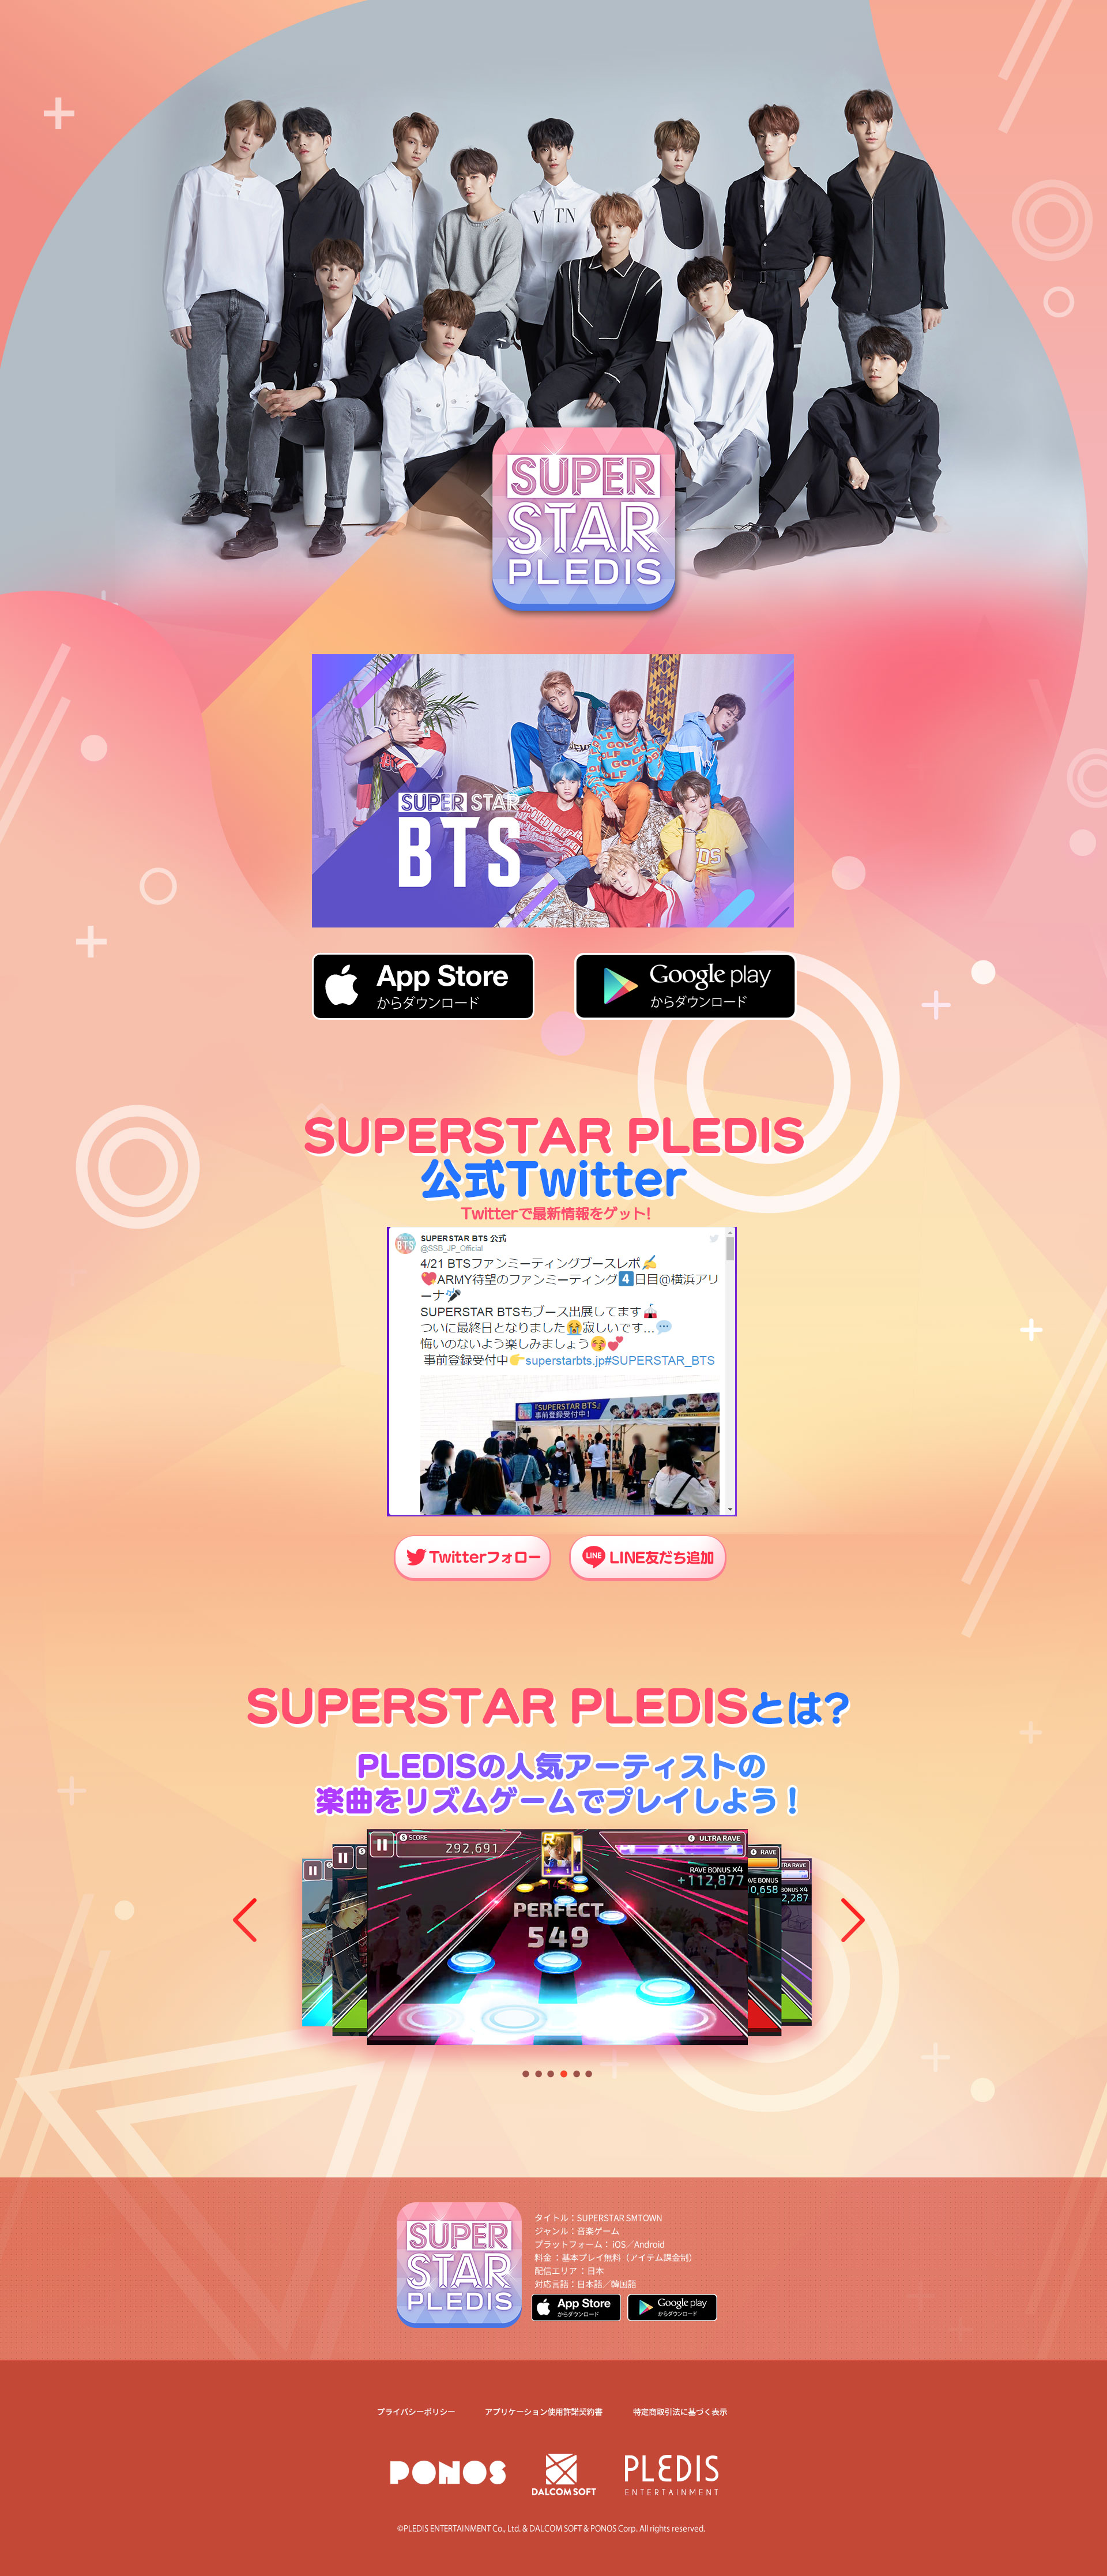 VTN
SUPER
STAR
PLEDIS
SUPER STAR
BTS
App Store
からダウンロード
Google play
からダウンロード
SUPERSTAR PLEDIS
公式Twitter
Twitterで最新情報をゲット!
SUPERSTAR BTS 公式
@SSB_JP_Official
4/21 BTSファンミーティングブースレポ✍
💖ARMY待望のファンミーティング4️⃣日目@横浜アリ
ーナ🎤
SUPERSTAR BTSもブース出展してます🎪
ついに最終日となりました😭寂しいです...💬
悔いのないよう楽しみましょう😚💕
事前登録受付中👉superstarbts.jp#SUPERSTAR_BTS
『SUPERSTAR BTS』
事前登録受付中!
Twitterフォロー
LINE
LINE友だち追加
SUPERSTAR PLEDISとは?
PLEDISの人気アーティストの
楽曲をリズムゲームでプレイしよう！
S SCORE
292,691
R
ULTRA RAVE
RAVE BONUS ×4
+112,877
PERFECT
549
RAVE
SUPER
STAR
PLEDIS
タイトル：SUPERSTAR SMTOWN
ジャンル：音楽ゲーム
プラットフォーム： iOS／Android
料金 ：基本プレイ無料（アイテム課金制）
配信エリア ：日本
対応言語：日本語／韓国語
App Store
からダウンロード
Google play
からダウンロード
プライバシーポリシー
アプリケーション使用許諾契約書
特定商取引法に基づく表示
PONOS
DALCOMSOFT
PLEDIS
ENTERTAINMENT
©PLEDIS ENTERTAINMENT Co., Ltd. & DALCOM SOFT & PONOS Corp. All rights reserved.